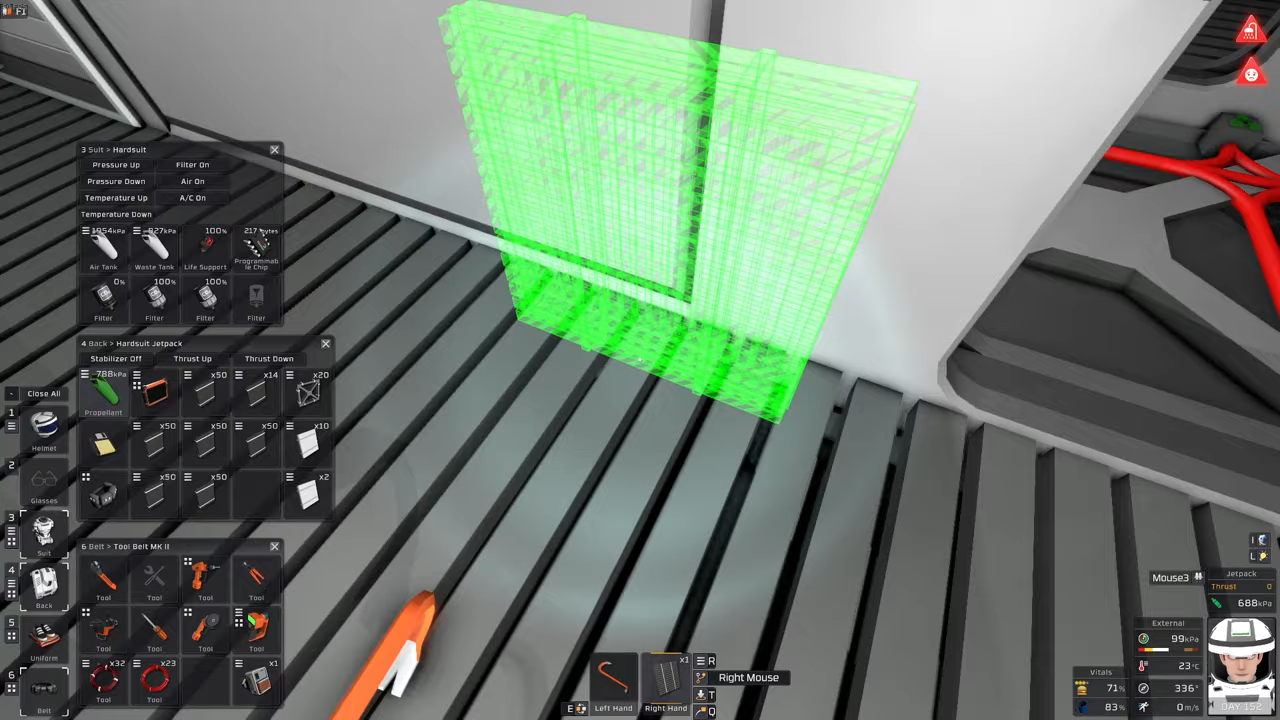 F1
3 Suit > Hardsuit
Pressure Up Filter On
Pressure Down Air On
Temperature Up A/C On
Temperature Down
100% 217 bytes
Air Tank Waste Tank Life Support Programmable Chip
0% 100% 100%
Filter Filter Filter Filter
4 Back > Hardsuit Jetpack
Stabilizer Off Thrust Up Thrust Down
788kPa x50 x14 x20
Propellant
x50 x50 x50 x10
x50 x50 x2
6 Belt > Tool Belt MK II
Tool Tool Tool Tool
Tool Tool Tool Tool
x32 x23 x1
Tool Tool Tool
- Close All
1
Helmet
2
Glasses
3
Suit
4
Back
5
Uniform
6
Belt
x1 R
Right Mouse
T
E Left Hand Right Hand Q
I
L
Mouse3
Jetpack
Thrust 0
688kPa
External
99kPa
23°C
336°
0m/s
Vitals
71%
83%
DAY 152